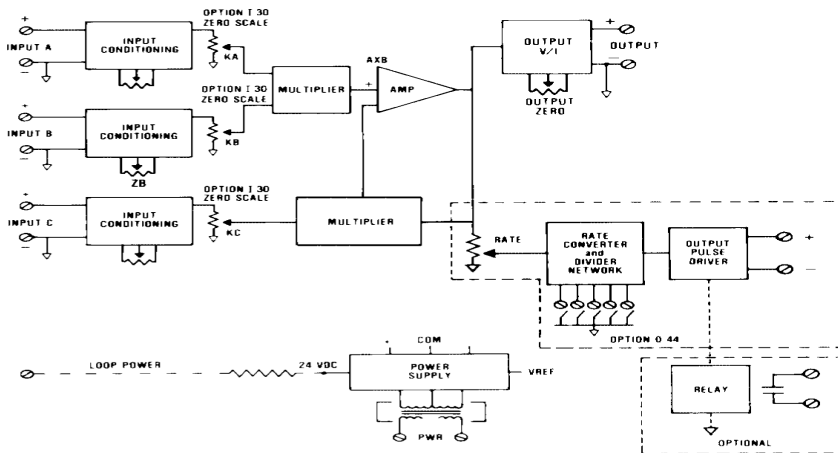 +
INPUT A
−
INPUT
CONDITIONING
OPTION I 30
ZERO SCALE
KA
+
INPUT B
−
INPUT
CONDITIONING
ZB
OPTION I 30
ZERO SCALE
KB
MULTIPLIER
AXB
+
AMP
OUTPUT
V/I
OUTPUT
ZERO
+
OUTPUT
−
+
INPUT C
−
INPUT
CONDITIONING
OPTION I 30
ZERO SCALE
KC
MULTIPLIER
RATE
RATE
CONVERTER
and
DIVIDER
NETWORK
OUTPUT
PULSE
DRIVER
+
−
OPTION O 44
LOOP POWER
24 VDC
COM
POWER
SUPPLY
VREF
PWR
RELAY
OPTIONAL